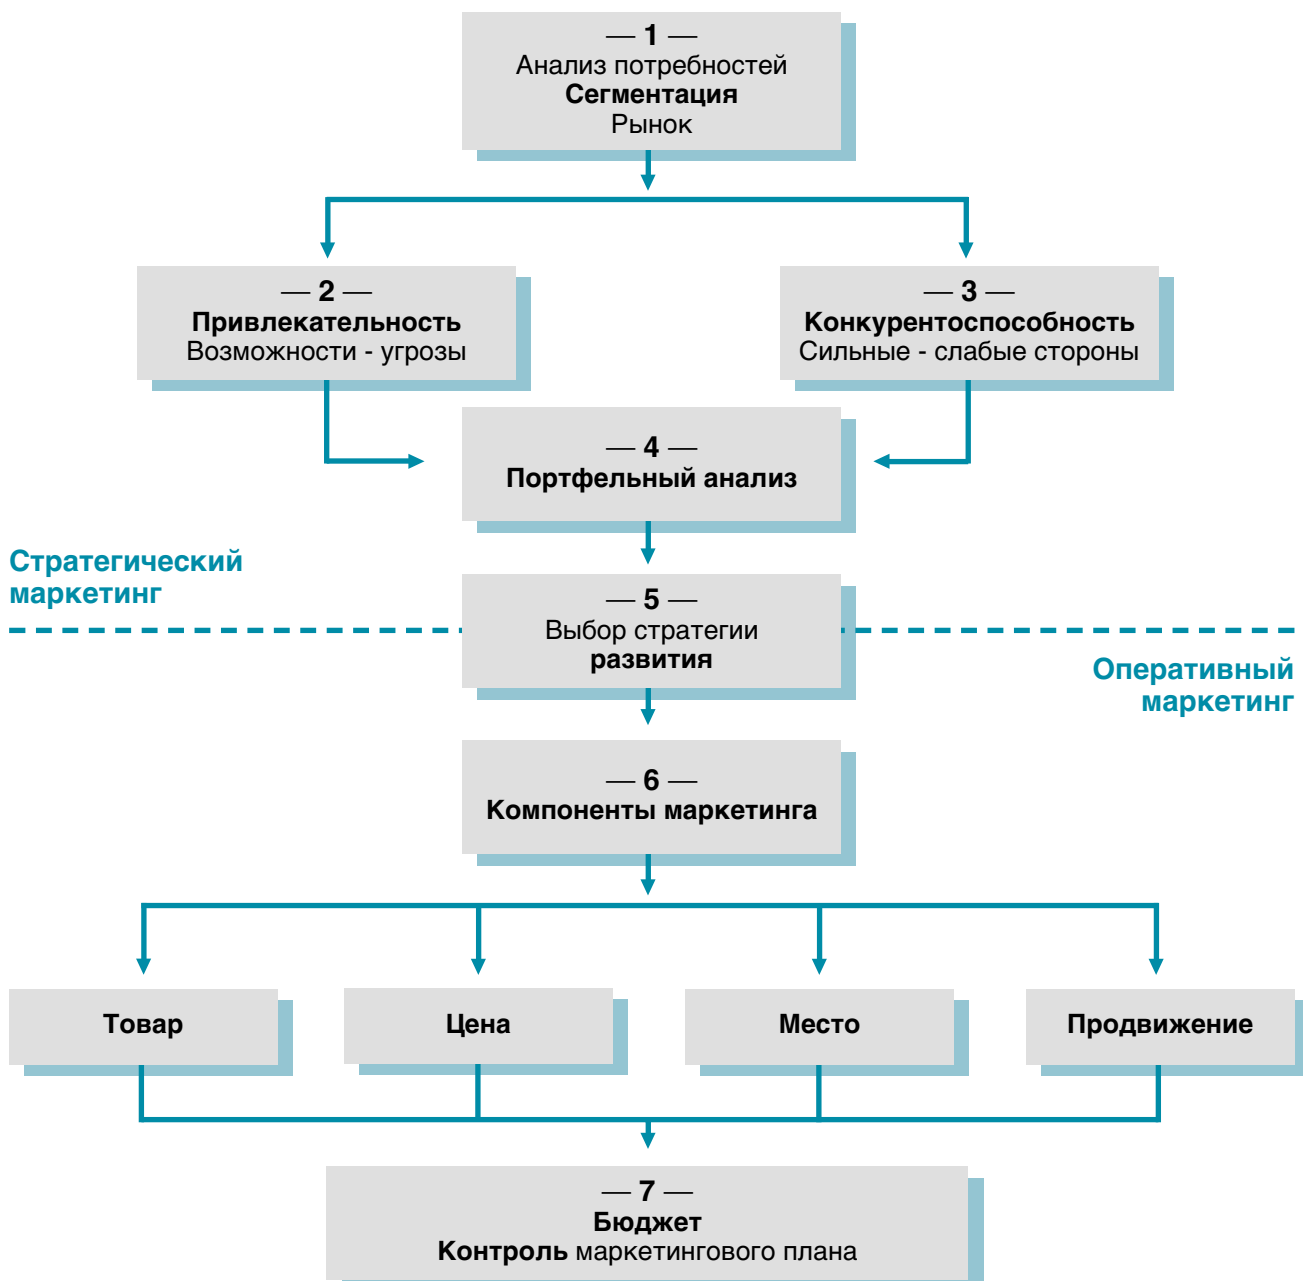 — 1 —
Анализ потребностей
Сегментация
Рынок
— 2 —
Привлекательность
Возможности - угрозы
— 3 —
Конкурентоспособность
Сильные - слабые стороны
— 4 —
Портфельный анализ
Стратегический
маркетинг
— 5 —
Выбор стратегии
развития
Оперативный
маркетинг
— 6 —
Компоненты маркетинга
Товар
Цена
Место
Продвижение
— 7 —
Бюджет
Контроль маркетингового плана